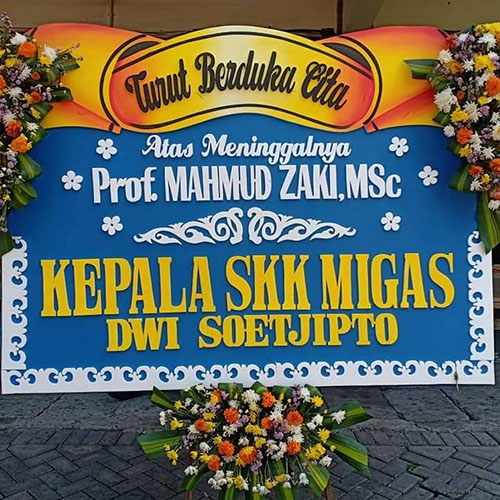 Turut Berduka Cita
Atas Meninggalnya
Prof. MAHMUD ZAKI, MSc
KEPALA SKK MIGAS
DWI SOETJIPTO